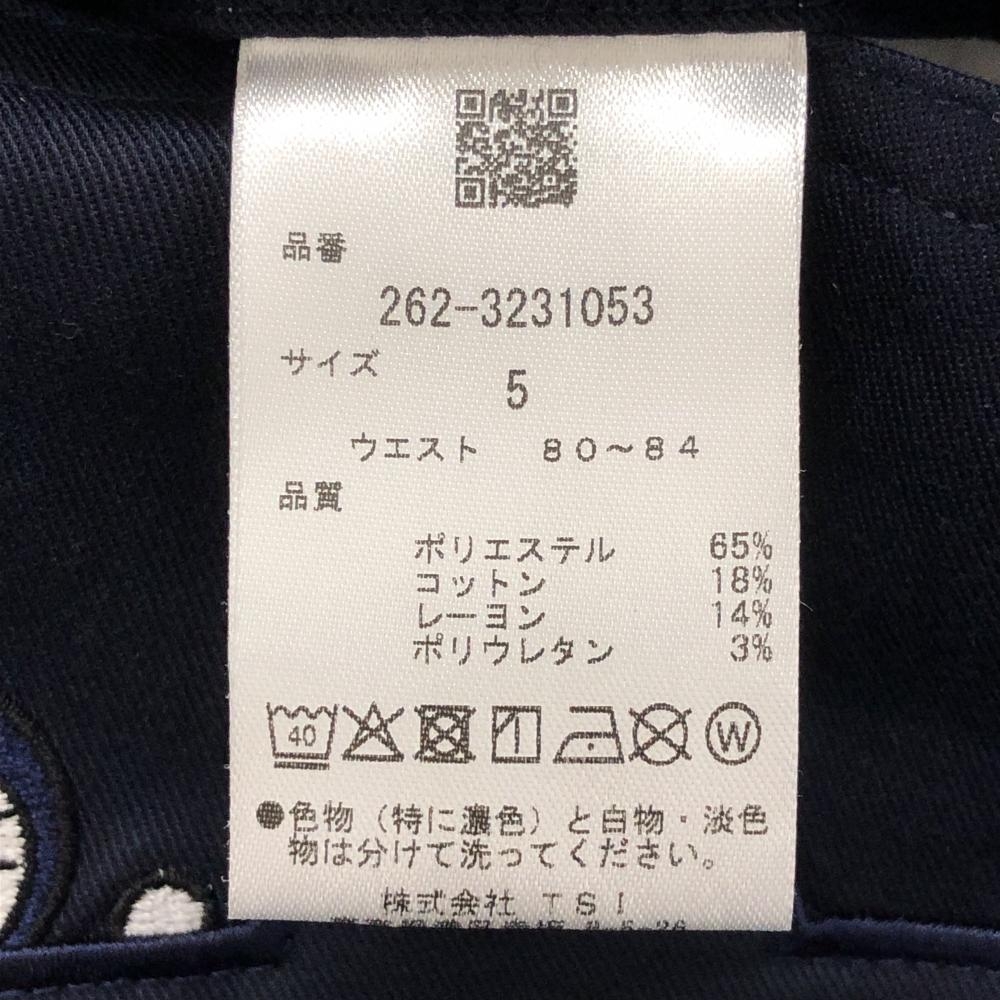 品番
262-3231053
サイズ
5
ウエスト ８０～８４
品質
ポリエステル 65%
コットン 18%
レーヨン 14%
ポリウレタン 3%
40 W
●色物（特に濃色）と白物・淡色
物は分けて洗ってください。
株式会社 ＴＳＩ